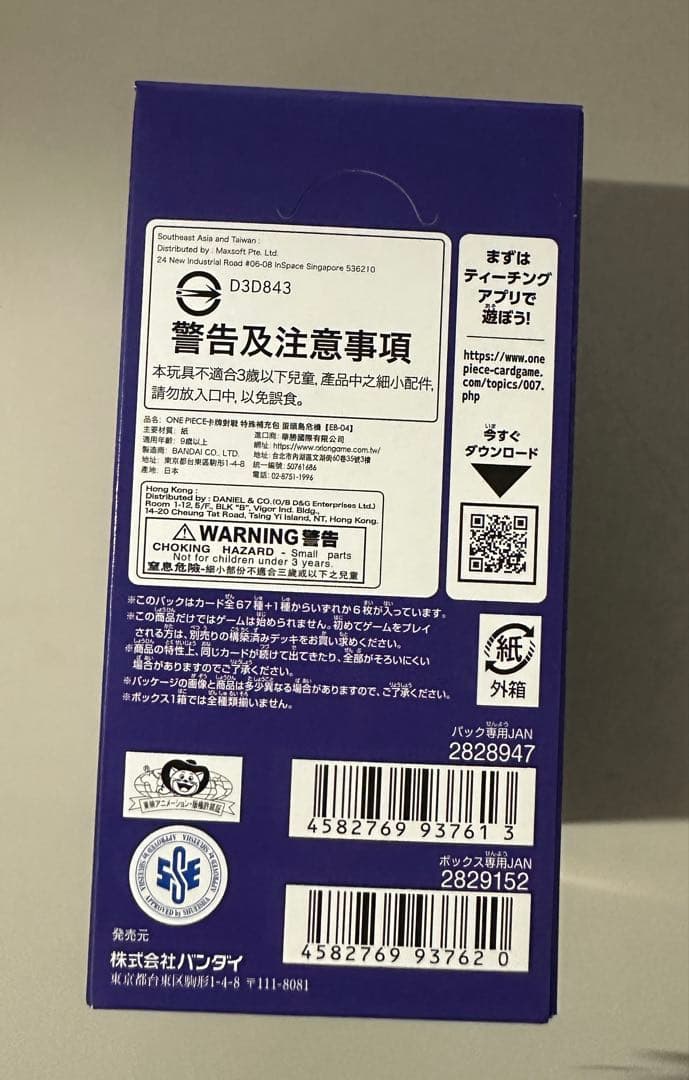 Southeast Asia and Taiwan :
Distributed by : Maxsoft Pte. Ltd.
24 New Industrial Road #06-08 InSpace Singapore 536210
D3D843
警告及注意事項
本玩具不適合3歲以下兒童, 產品中之細小配件,
請勿放入口中, 以免誤食。
品名: ONE PIECE卡牌對戰 特殊補充包 蛋頭島危機【EB-04】
主要材質: 紙
適用年齡: 9歲以上
製造商: BANDAI CO., LTD.
地址: 東京都台東區駒形1-4-8
產地: 日本
進口商: 華勝國際有限公司
網址: https://www.orlongame.com.tw/
地址: 台北市內湖區文湖街60巷35號3樓
統一編號: 50761686
電話: 02-8751-1996
Hong Kong :
Distributed by : DANIEL & CO.(O/B D&G Enterprises Ltd.)
Room 1-12, 5/F., BLK "B", Vigor Ind. Bldg.,
14-20 Cheung Tat Road, Tsing Yi Island, NT, Hong Kong.
WARNING 警告
CHOKING HAZARD - Small parts
Not for children under 3 years.
窒息危險-細小部份不適合三歲或以下之兒童
まずは
ティーチング
アプリで
遊ぼう!
https://www.one
piece-cardgame.
com/topics/007.
php
今すぐ
ダウンロード
※このパックはカード全67種+1種からいずれか6枚が入っています。
※この商品だけではゲームは始められません。初めてゲームをプレイ
される方は、別売りの構築済みデッキをお買い求めください。
※商品の特性上、同じカードが続けて出てきたり、全部がそろいにくい
場合がありますのでご了承ください。
※パッケージの画像と商品は多少異なる場合がありますので、ご了承ください。
※ボックス1箱では全種類揃いません。
紙
外箱
パック専用JAN
2828947
4582769 93761 3
ボックス専用JAN
2829152
4582769 93762 0
東映アニメーション・版権許諾証
APPROVED by SHUEISHA
発売元
株式会社バンダイ
東京都台東区駒形1-4-8 〒111-8081